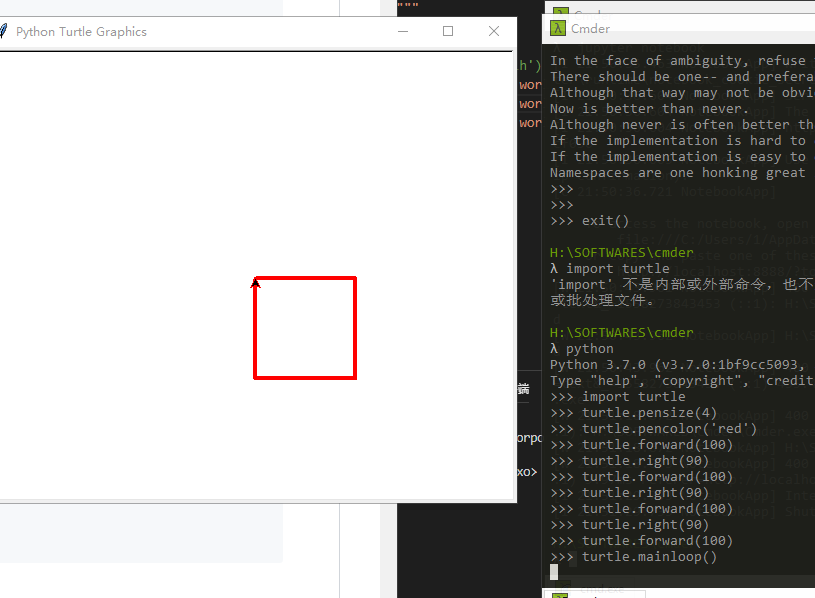 Python Turtle Graphics
"""
h')
wor
wor
wor
端
orpo
xo>
Cmder
In the face of ambiguity, refuse
There should be one-- and prefera
Although that way may not be obvi
Now is better than never.
Although never is often better th
If the implementation is hard to
If the implementation is easy to
Namespaces are one honking great
>>>
>>>
>>> exit()
H:\SOFTWARES\cmder
λ import turtle
'import' 不是内部或外部命令，也不
或批处理文件。
H:\SOFTWARES\cmder
λ python
Python 3.7.0 (v3.7.0:1bf9cc5093,
Type "help", "copyright", "credit
>>> import turtle
>>> turtle.pensize(4)
>>> turtle.pencolor('red')
>>> turtle.forward(100)
>>> turtle.right(90)
>>> turtle.forward(100)
>>> turtle.right(90)
>>> turtle.forward(100)
>>> turtle.right(90)
>>> turtle.forward(100)
>>> turtle.mainloop()